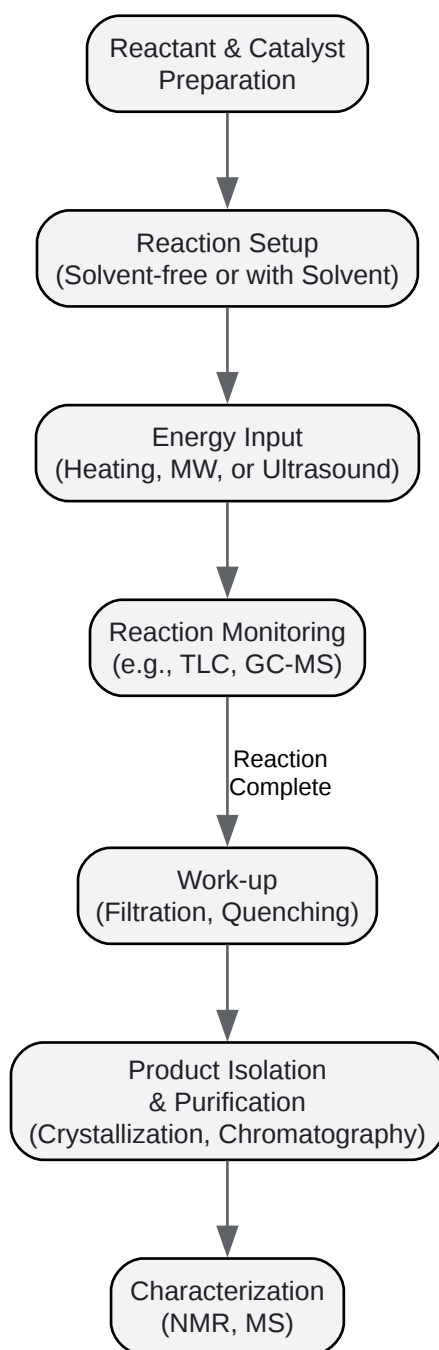 Reactant & Catalyst
Preparation
Reaction Setup
(Solvent-free or with Solvent)
Energy Input
(Heating, MW, or Ultrasound)
Reaction Monitoring
(e.g., TLC, GC-MS)
Reaction
Complete
Work-up
(Filtration, Quenching)
Product Isolation
& Purification
(Crystallization, Chromatography)
Characterization
(NMR, MS)